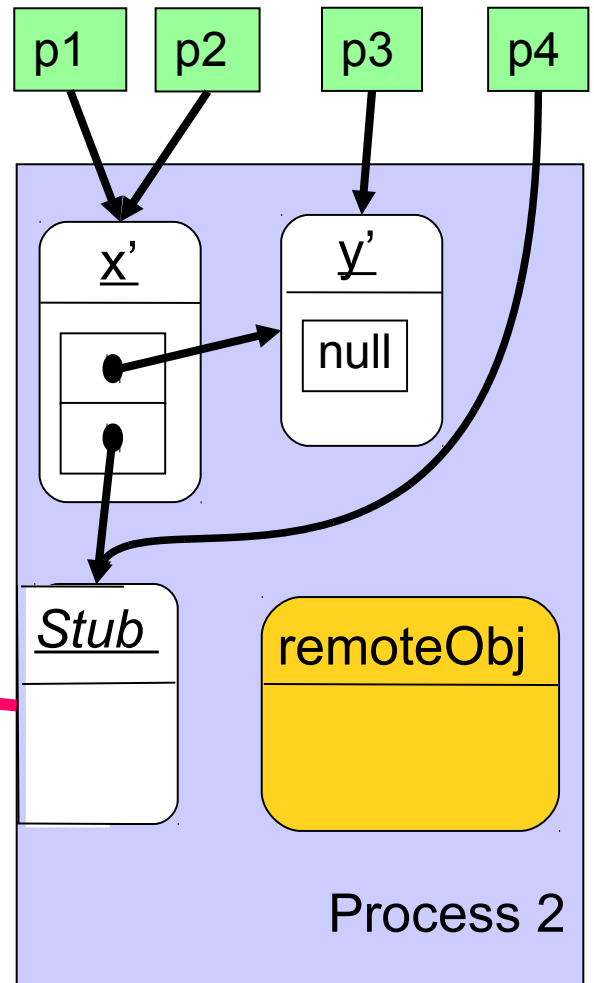 p1
p2
p3
p4
x’
y’
null
Stub
remoteObj
Process 2